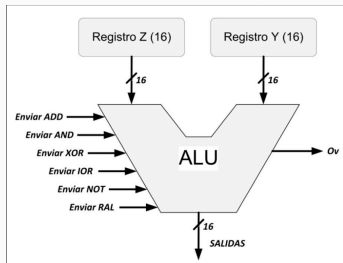 Registro Z (16)
Registro Y (16)
16
16
Enviar ADD
Enviar AND
Enviar XOR
Enviar IOR
Enviar NOT
Enviar RAL
ALU
Ov
16
SALIDAS